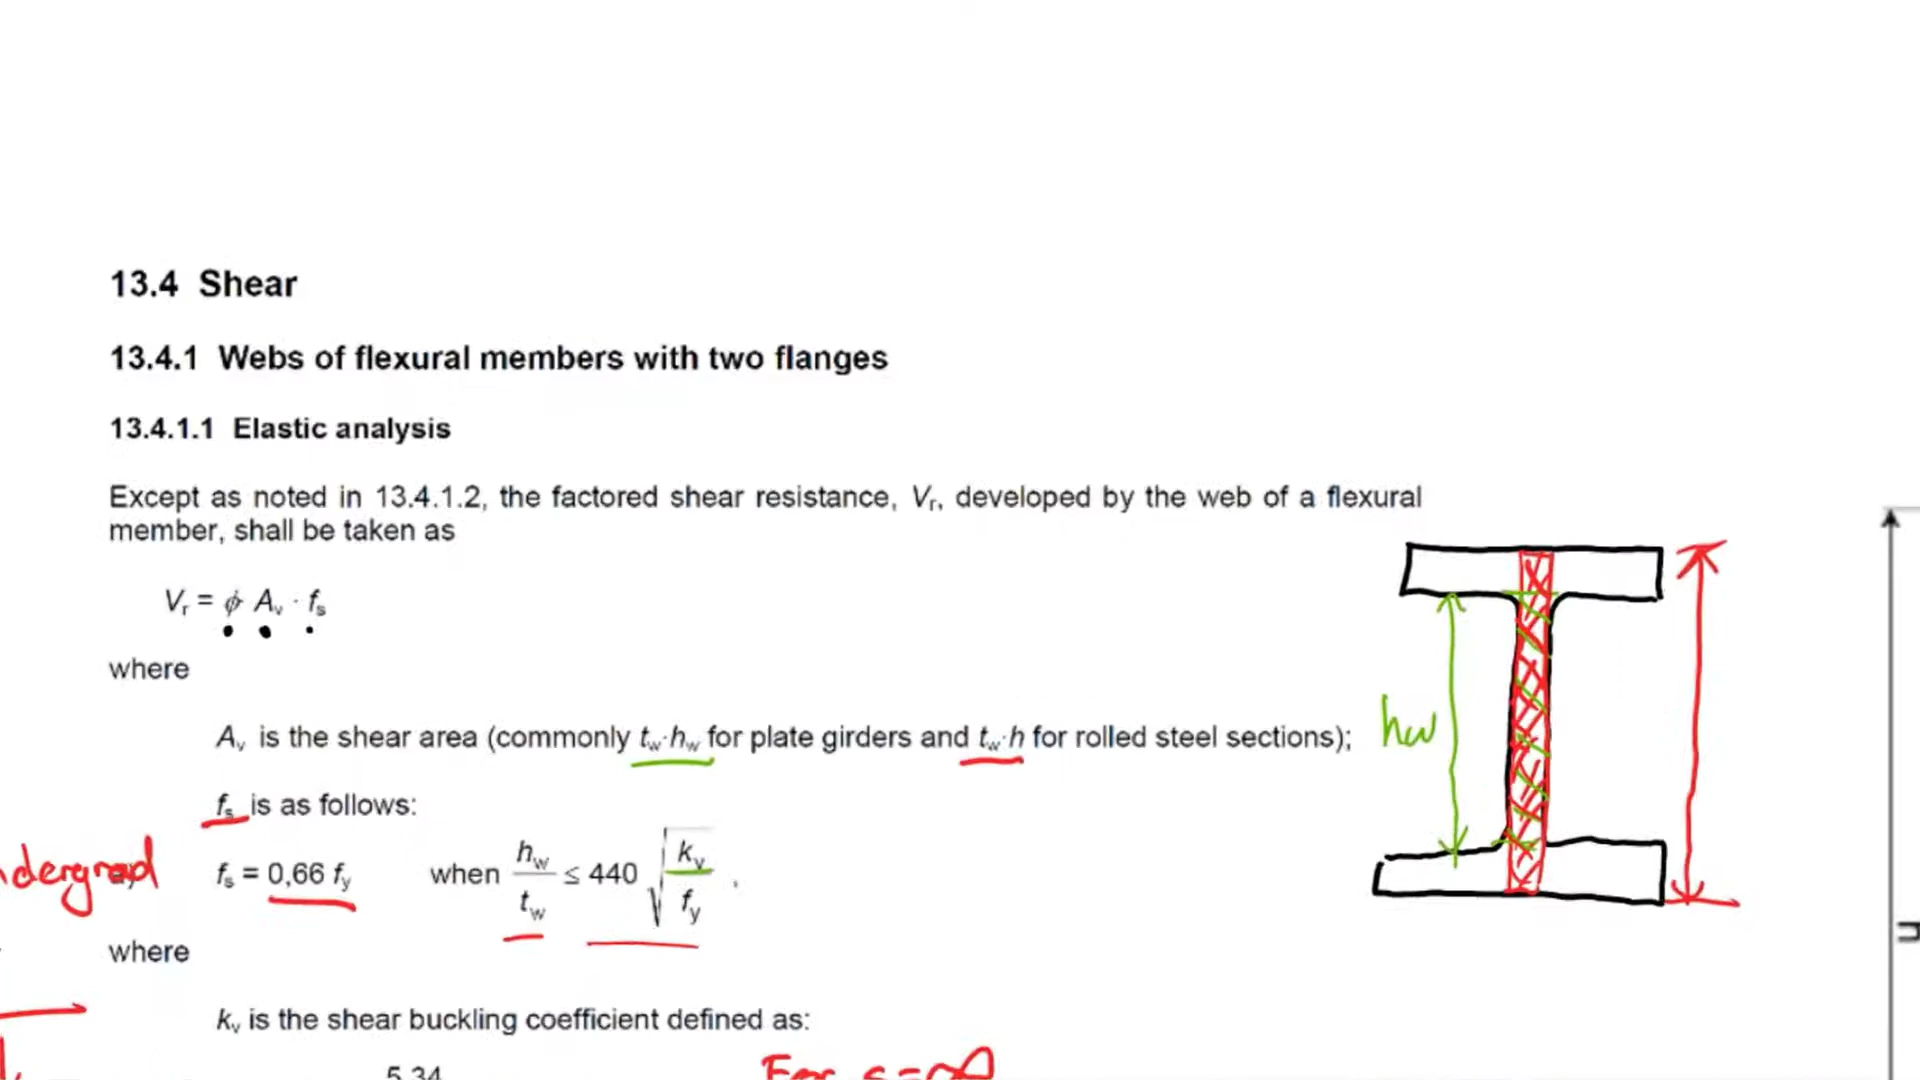 13.4 Shear
13.4.1 Webs of flexural members with two flanges
13.4.1.1 Elastic analysis
Except as noted in 13.4.1.2, the factored shear resistance, Vr, developed by the web of a flexural
member, shall be taken as
Vr = ϕ Av · fs
where
Av is the shear area (commonly tw·hw for plate girders and tw·h for rolled steel sections);
hw
fs is as follows:
ndergrad
fs = 0,66 fy when hw/tw ≤ 440 √(kv/fy) ,
where
kv is the shear buckling coefficient defined as:
5,34
For s=∞